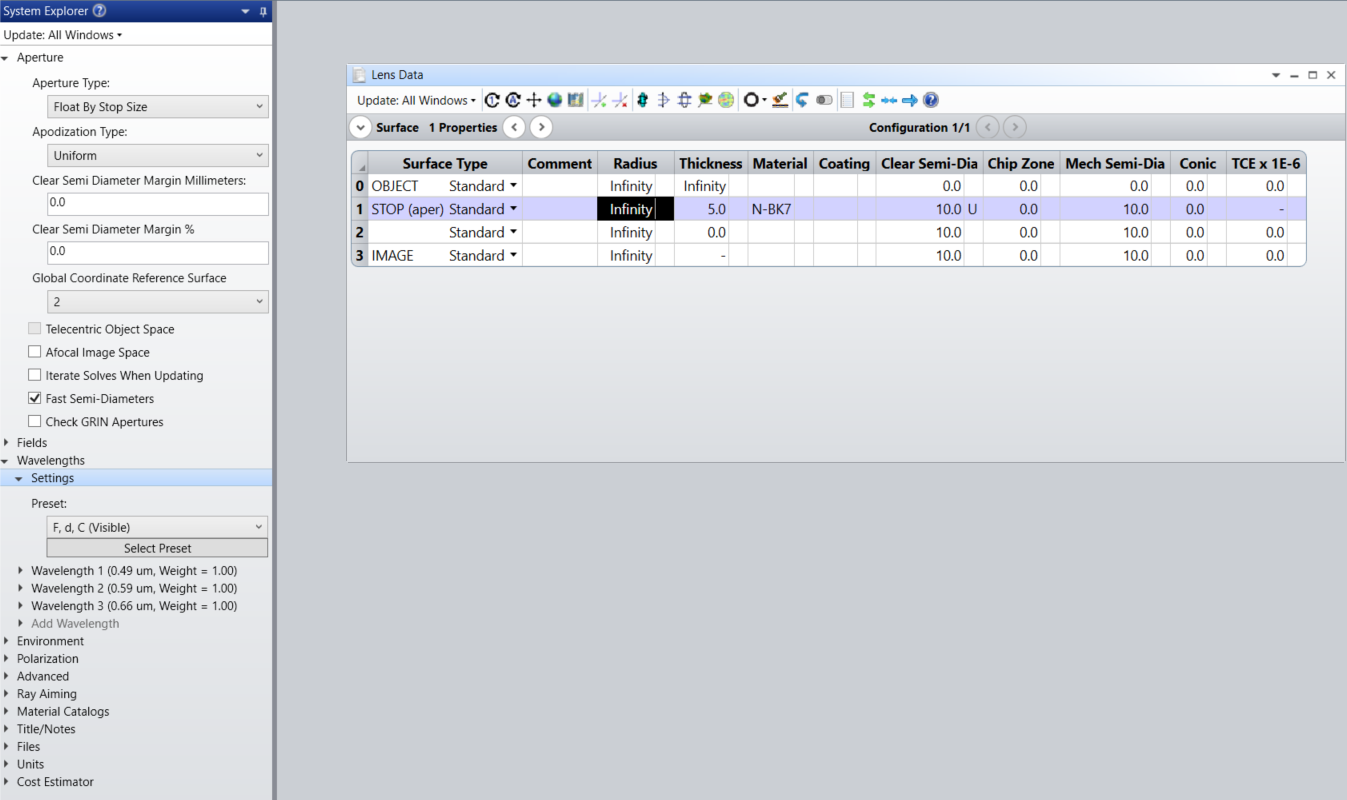 System Explorer ?
Update: All Windows
Aperture
Aperture Type:
Float By Stop Size
Apodization Type:
Uniform
Clear Semi Diameter Margin Millimeters:
0.0
Clear Semi Diameter Margin %
0.0
Global Coordinate Reference Surface
2
Telecentric Object Space
Afocal Image Space
Iterate Solves When Updating
Fast Semi-Diameters
Check GRIN Apertures
Fields
Wavelengths
Settings
Preset:
F, d, C (Visible)
Select Preset
Wavelength 1 (0.49 um, Weight = 1.00)
Wavelength 2 (0.59 um, Weight = 1.00)
Wavelength 3 (0.66 um, Weight = 1.00)
Add Wavelength
Environment
Polarization
Advanced
Ray Aiming
Material Catalogs
Title/Notes
Files
Units
Cost Estimator
Lens Data
Update: All Windows
Surface 1 Properties Configuration 1/1
Surface Type Comment Radius Thickness Material Coating Clear Semi-Dia Chip Zone Mech Semi-Dia Conic TCE x 1E-6
0 OBJECT Standard Infinity Infinity 0.0 0.0 0.0 0.0 0.0
1 STOP (aper) Standard Infinity 5.0 N-BK7 10.0 U 0.0 10.0 0.0 -
2 Standard Infinity 0.0 10.0 0.0 10.0 0.0 0.0
3 IMAGE Standard Infinity - 10.0 0.0 10.0 0.0 0.0